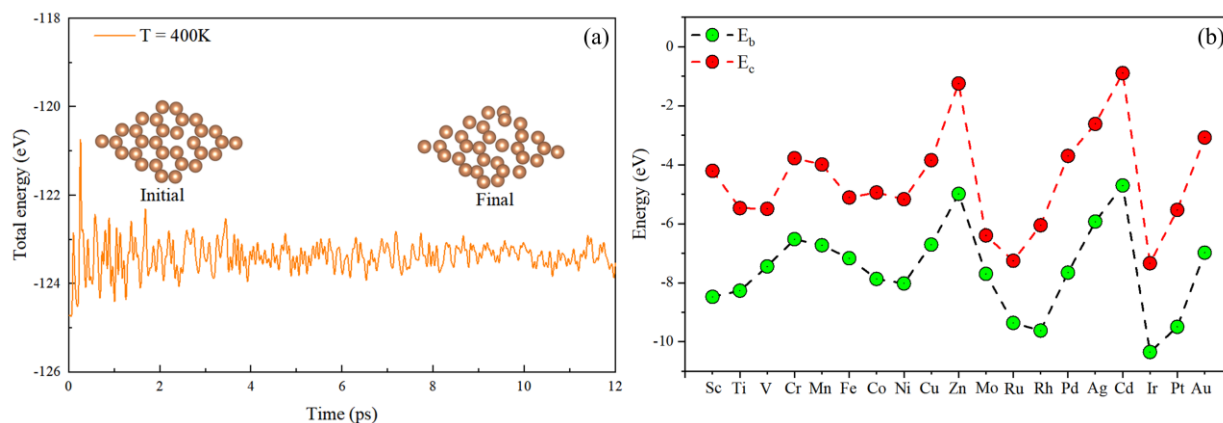 -118
-120
-122
-124
-126
Total energy (eV)
T = 400K
(a)
Initial
Final
0
2
4
6
8
10
12
Time (ps)
0
-2
-4
-6
-8
-10
Energy (eV)
E_b
E_c
(b)
Sc Ti V Cr Mn Fe Co Ni Cu Zn Mo Ru Rh Pd Ag Cd Ir Pt Au